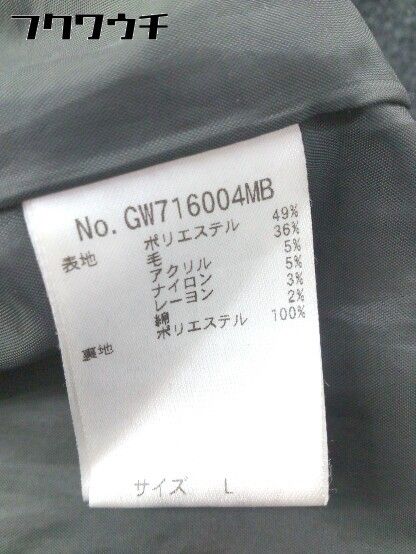 フクウウチ
No. GW716004MB
表地 ポリエステル 49%
毛 36%
アクリル 5%
ナイロン 5%
レーヨン 3%
綿 2%
裏地 ポリエステル 100%
サイズ L